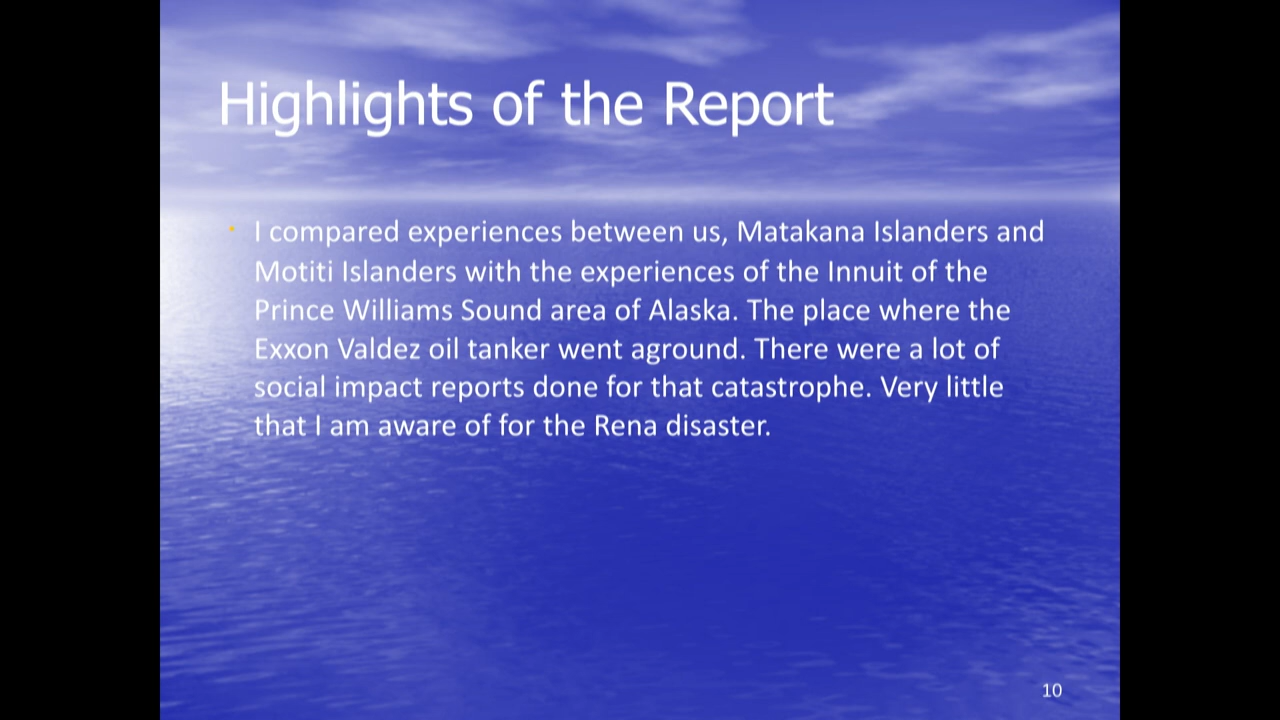 Highlights of the Report
• I compared experiences between us, Matakana Islanders and
Motiti Islanders with the experiences of the Innuit of the
Prince Williams Sound area of Alaska. The place where the
Exxon Valdez oil tanker went aground. There were a lot of
social impact reports done for that catastrophe. Very little
that I am aware of for the Rena disaster.
10